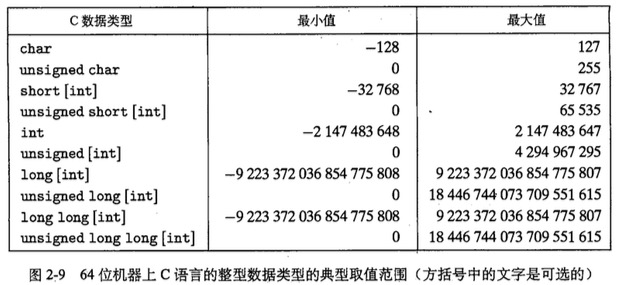 C 数据类型 最小值 最大值
char −128 127
unsigned char 0 255
short [int] −32 768 32 767
unsigned short [int] 0 65 535
int −2 147 483 648 2 147 483 647
unsigned [int] 0 4 294 967 295
long [int] −9 223 372 036 854 775 808 9 223 372 036 854 775 807
unsigned long [int] 0 18 446 744 073 709 551 615
long long [int] −9 223 372 036 854 775 808 9 223 372 036 854 775 807
unsigned long long [int] 0 18 446 744 073 709 551 615
图 2-9 64 位机器上 C 语言的整型数据类型的典型取值范围（方括号中的文字是可选的）